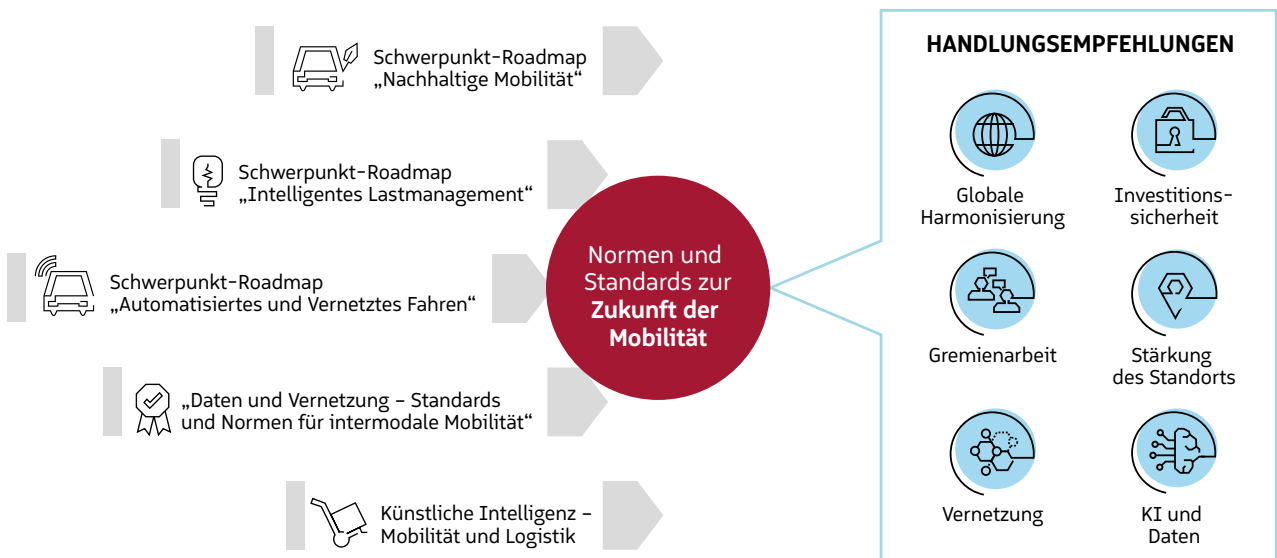 Schwerpunkt-Roadmap
„Nachhaltige Mobilität“
Schwerpunkt-Roadmap
„Intelligentes Lastmanagement“
Schwerpunkt-Roadmap
„Automatisiertes und Vernetztes Fahren“
„Daten und Vernetzung – Standards
und Normen für intermodale Mobilität“
Künstliche Intelligenz –
Mobilität und Logistik
Normen und
Standards zur
Zukunft der
Mobilität
HANDLUNGSEMPFEHLUNGEN
Globale
Harmonisierung
Investitions-
sicherheit
Gremienarbeit
Stärkung
des Standorts
Vernetzung
KI und
Daten